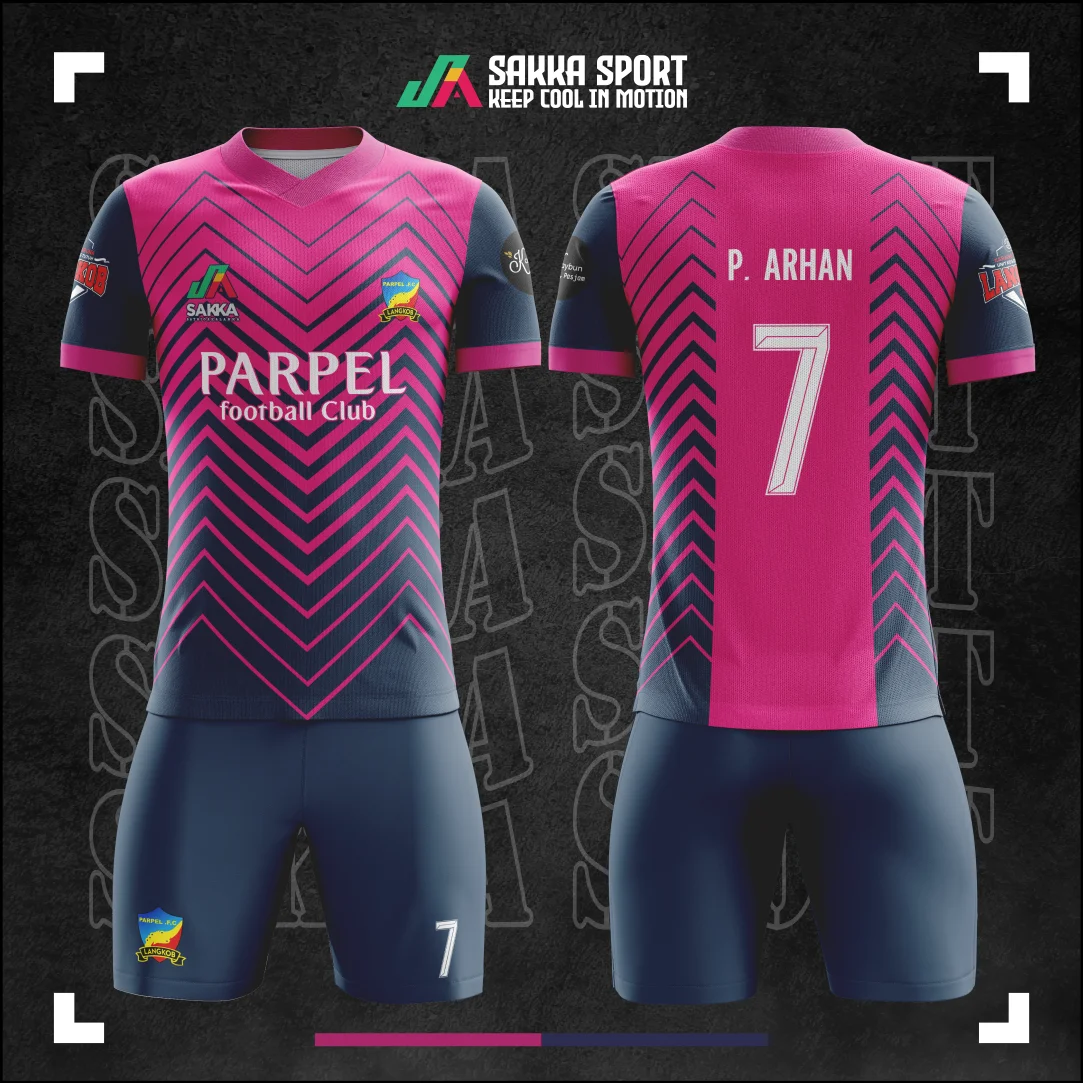 SAKKA SPORT
KEEP COOL IN MOTION
SAKKA
PARPEL F.C
LANGKOB
PARPEL
football Club
P. ARHAN
7
PARPEL .F.C
LANGKOB
7